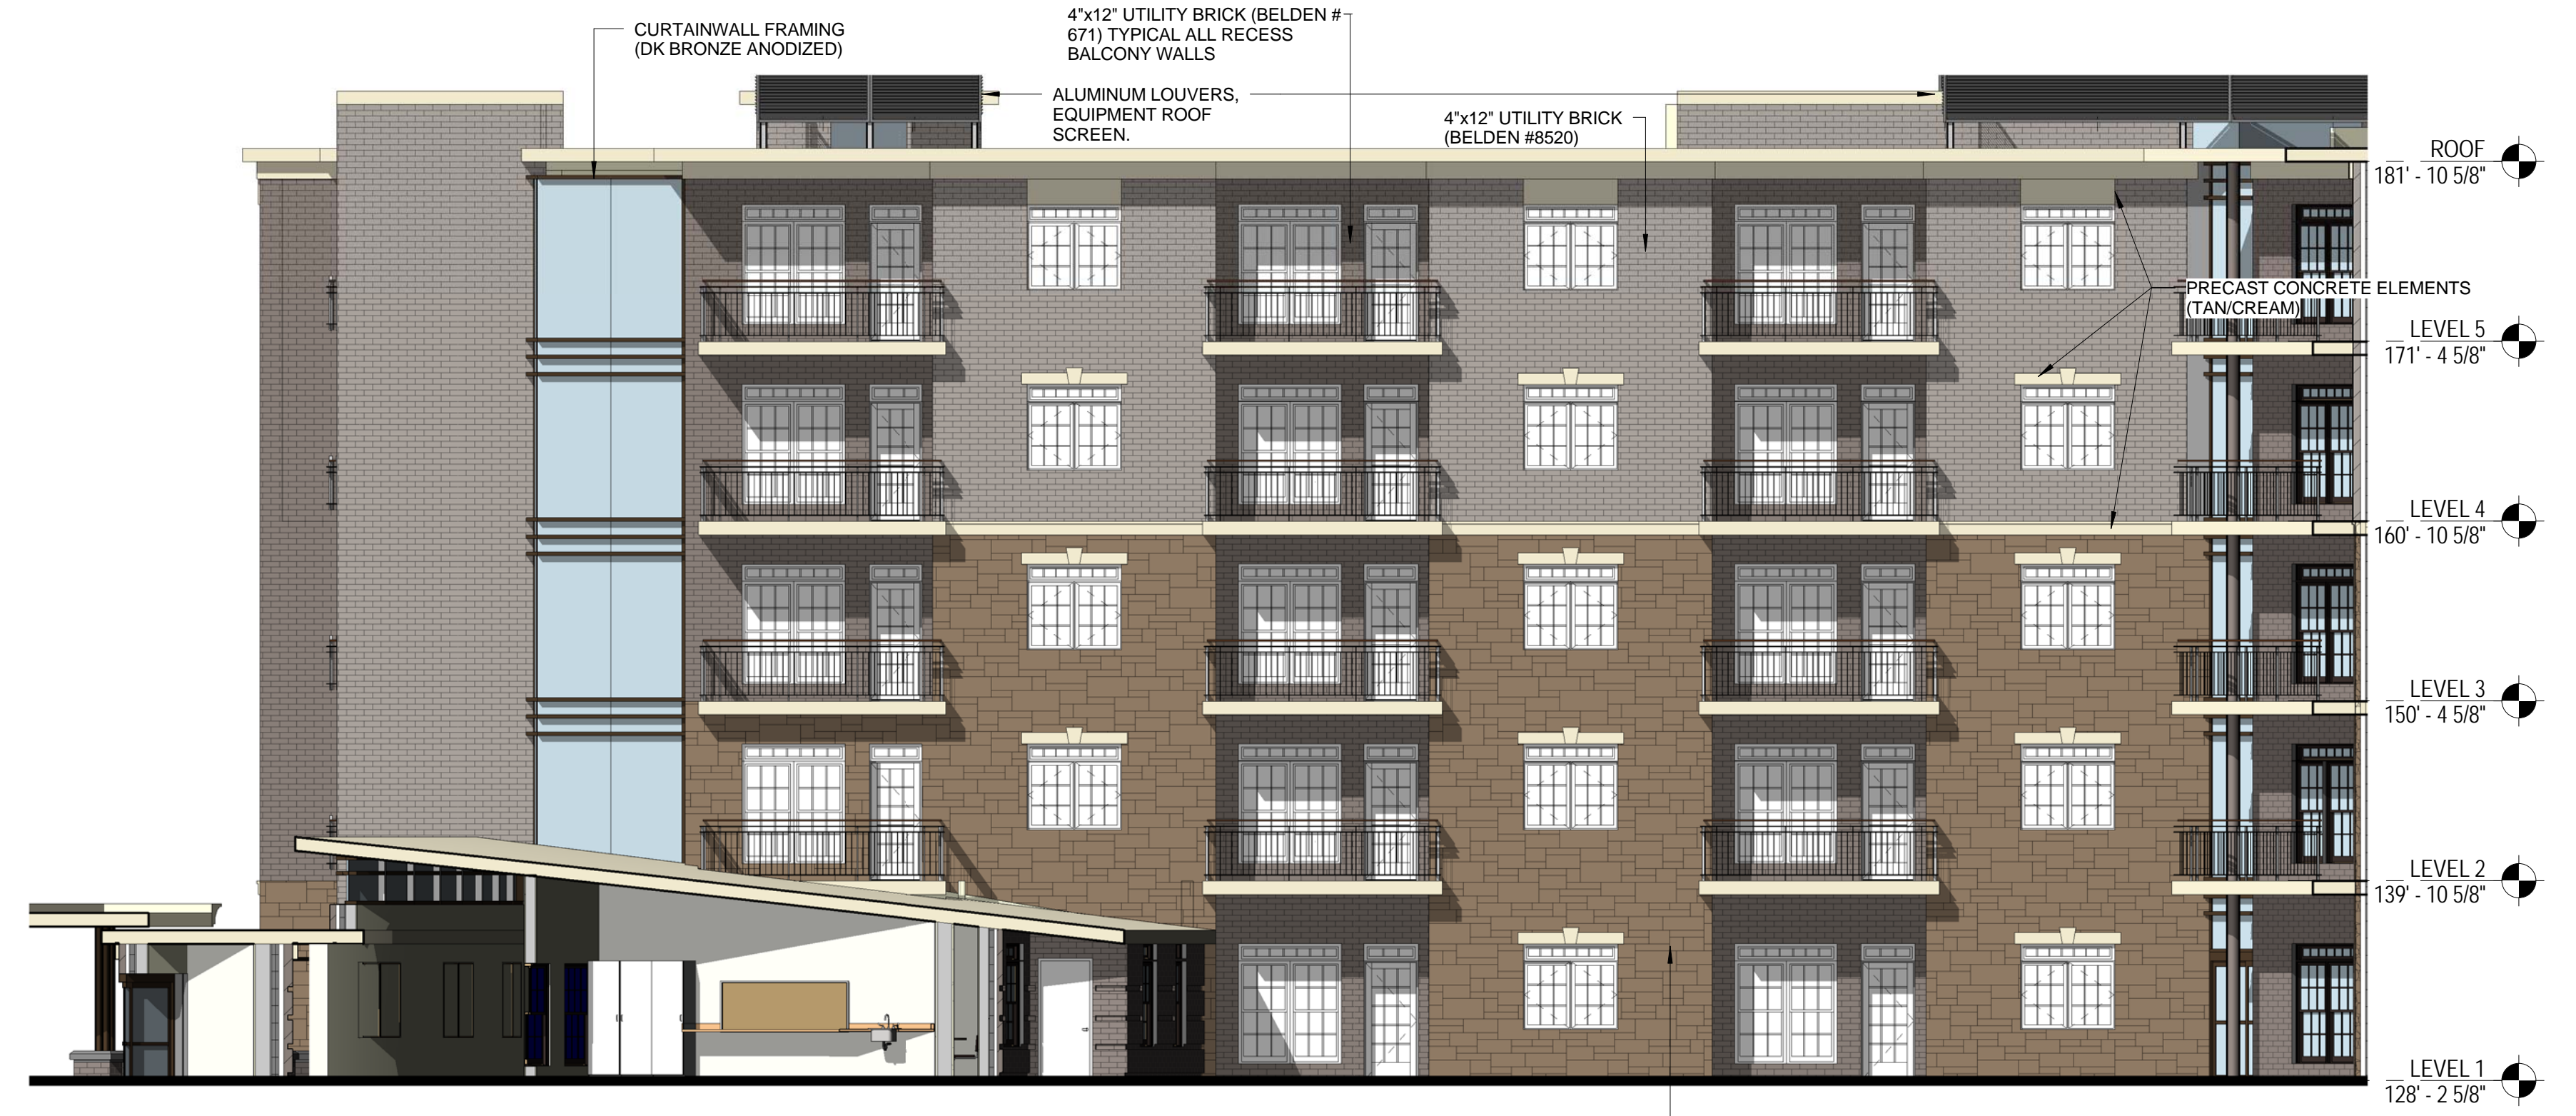 CURTAINWALL FRAMING
(DK BRONZE ANODIZED)
4"x12" UTILITY BRICK (BELDEN #
671) TYPICAL ALL RECESS
BALCONY WALLS
ALUMINUM LOUVERS,
EQUIPMENT ROOF
SCREEN.
4"x12" UTILITY BRICK
(BELDEN #8520)
ROOF
181' - 10 5/8"
PRECAST CONCRETE ELEMENTS
(TAN/CREAM)
LEVEL 5
171' - 4 5/8"
LEVEL 4
160' - 10 5/8"
LEVEL 3
150' - 4 5/8"
LEVEL 2
139' - 10 5/8"
LEVEL 1
128' - 2 5/8"